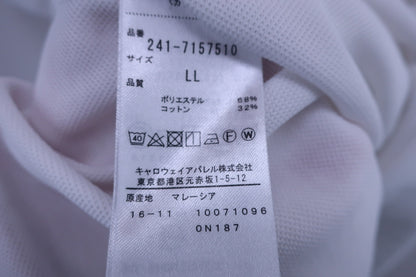 品番
241-7157510
サイズ
LL
品質
ポリエステル 68%
コットン 32%
40 F W
キャロウェイアパレル株式会社
東京都港区元赤坂1-5-12
原産地 マレーシア
16-11 10071096
0N187